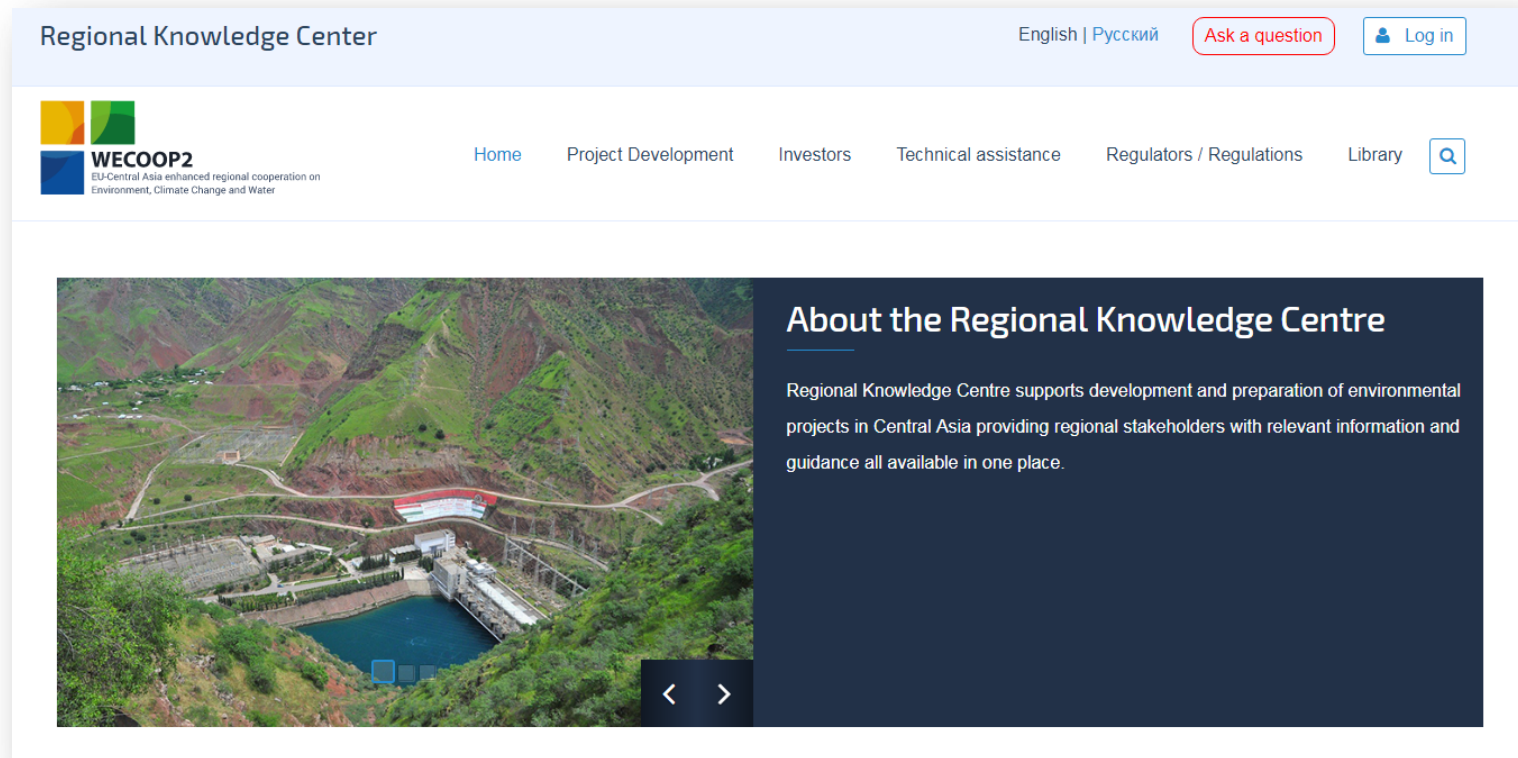 Regional Knowledge Center
English | Русский
Ask a question
Log in
WECOOP2
EU-Central Asia enhanced regional cooperation on
Environment, Climate Change and Water
Home
Project Development
Investors
Technical assistance
Regulators / Regulations
Library
About the Regional Knowledge Centre
Regional Knowledge Centre supports development and preparation of environmental
projects in Central Asia providing regional stakeholders with relevant information and
guidance all available in one place.